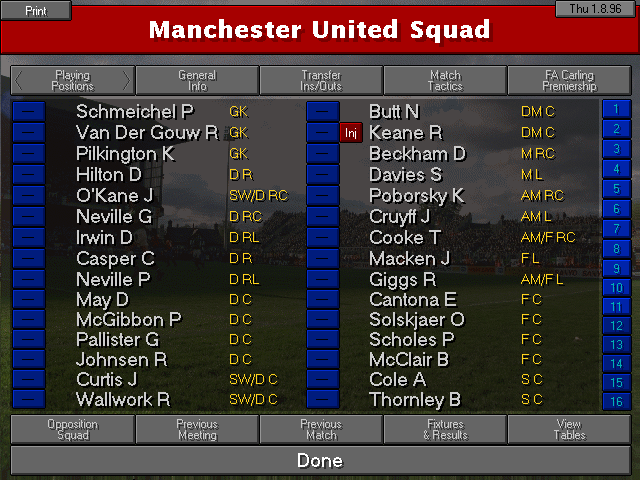 Print
Thu 1.8.96
Manchester United Squad
Playing Positions
General Info
Transfer Ins/Outs
Match Tactics
FA Carling Premiership
Schmeichel P GK Butt N DM C 1
Van Der Gouw R GK Inj Keane R DM C 2
Pilkington K GK Beckham D M RC 3
Hilton D D R Davies S M L 4
O'Kane J SW/D RC Poborsky K AM RC 5
Neville G D RC Cruyff J AM L 6
Irwin D D RL Cooke T AM/F RC 7
Casper C D R Macken J F L 8
Neville P D RL Giggs R AM/F L 9
May D D C Cantona E F C 10
McGibbon P D C Solskjaer O F C 11
Pallister G D C Scholes P F C 12
Johnsen R D C McClair B F C 13
Curtis J SW/D C Cole A S C 14
Wallwork R SW/D C Thornley B S C 15
16
Opposition Squad
Previous Meeting
Previous Match
Fixtures & Results
View Tables
Done